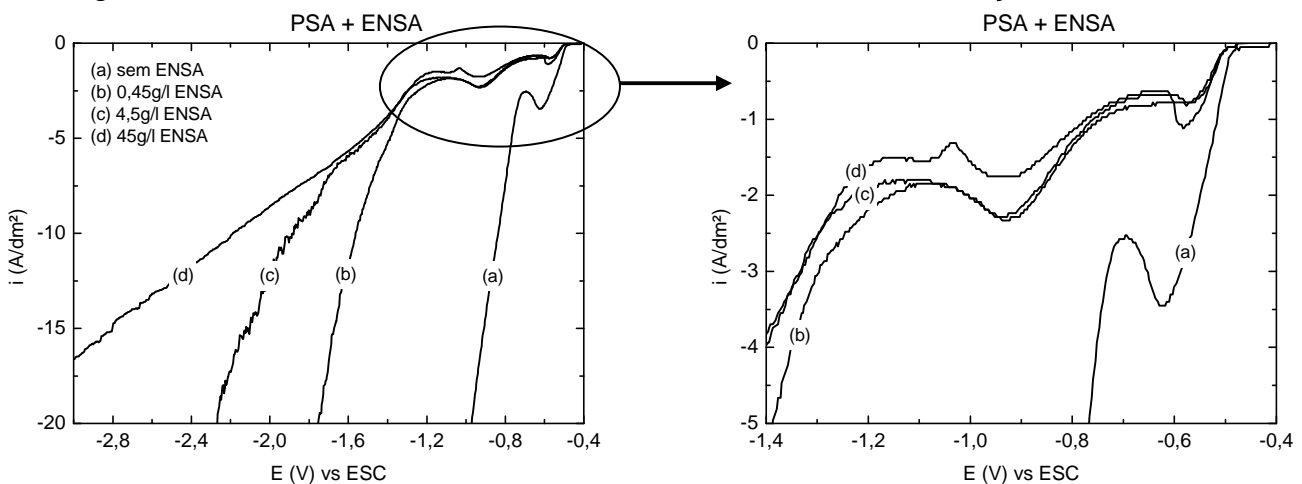 PSA + ENSA
(a) sem ENSA
(b) 0,45g/l ENSA
(c) 4,5g/l ENSA
(d) 45g/l ENSA
0
-5
-10
-15
-20
i (A/dm²)
(d)
(c)
(b)
(a)
-2,8 -2,4 -2,0 -1,6 -1,2 -0,8 -0,4
E (V) vs ESC
PSA + ENSA
0
-1
-2
-3
-4
-5
i (A/dm²)
(d)
(c)
(a)
(b)
-1,4 -1,2 -1,0 -0,8 -0,6 -0,4
E (V) vs ESC